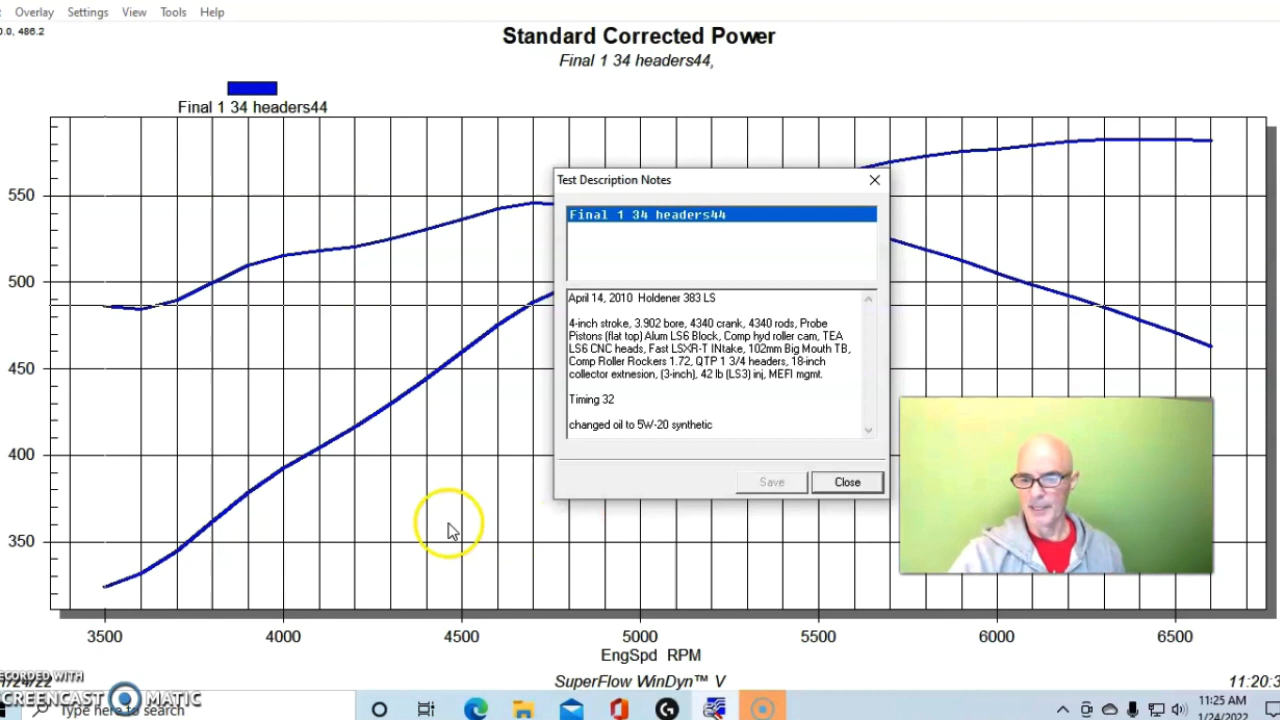 Overlay Settings View Tools Help
0.0, 486.2
Standard Corrected Power
Final 1 34 headers44,
Final 1 34 headers44
Test Description Notes
Final 1 34 headers44
April 14, 2010 Holdener 383 LS
4-inch stroke, 3.902 bore, 4340 crank, 4340 rods, Probe
Pistons (flat top) Alum LS6 Block, Comp hyd roller cam, TEA
LS6 CNC heads, Fast LSXR-T INtake, 102mm Big Mouth TB,
Comp Roller Rockers 1.72, QTP 1 3/4 headers, 18-inch
collector extnesion, (3-inch), 42 lb (LS3) inj, MEFI mgmt.
Timing 32
changed oil to 5W-20 synthetic
Save Close
550
500
450
400
350
3500 4000 4500 5000 5500 6000 6500
EngSpd RPM
SuperFlow WinDyn™ V
11:20:3
/24/22
RECORDED WITH
SCREENCAST MATIC
Type here to search
11:25 AM
1/24/2022